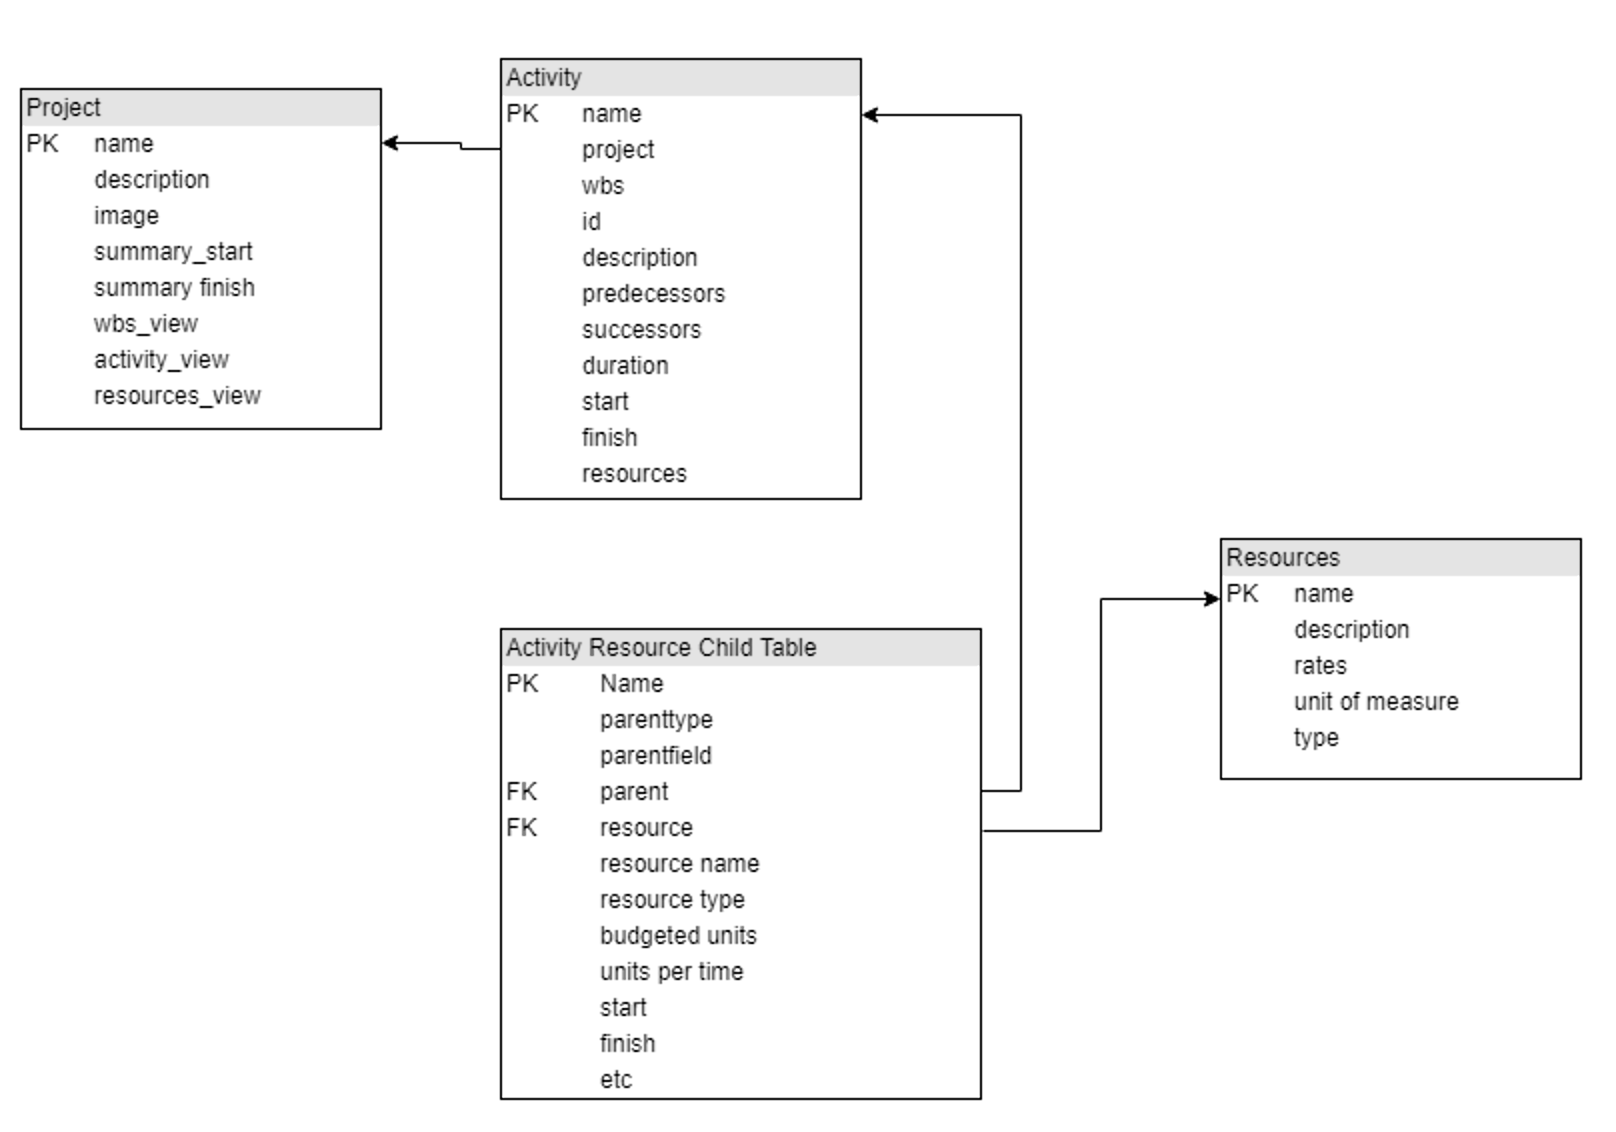 Project
PK name
description
image
summary_start
summary finish
wbs_view
activity_view
resources_view
Activity
PK name
project
wbs
id
description
predecessors
successors
duration
start
finish
resources
Activity Resource Child Table
PK Name
parenttype
parentfield
FK parent
FK resource
resource name
resource type
budgeted units
units per time
start
finish
etc
Resources
PK name
description
rates
unit of measure
type